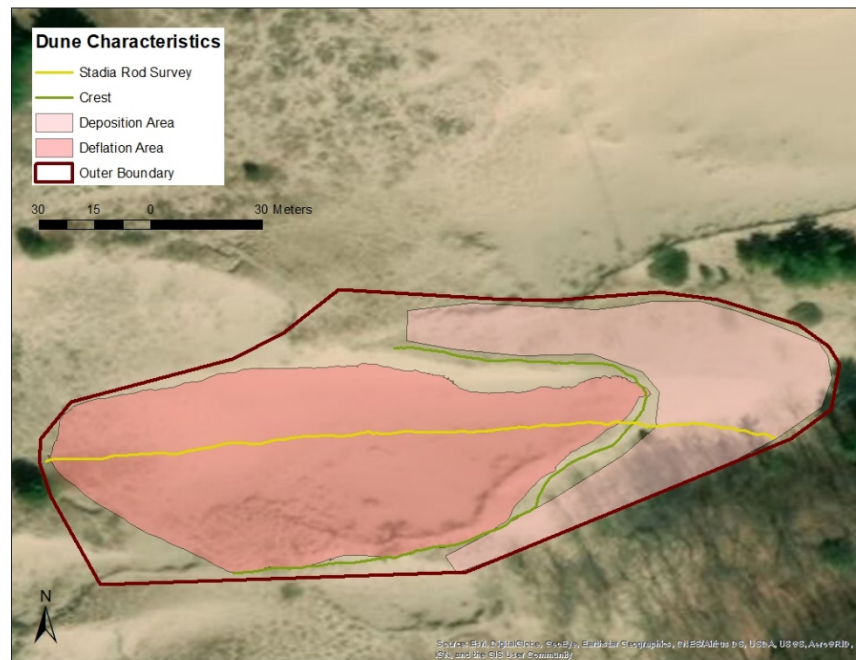 Dune Characteristics
Stadia Rod Survey
Crest
Deposition Area
Deflation Area
Outer Boundary
30 15 0 30 Meters
N
Source: Esri, DigitalGlobe, GeoEye, Earthstar Geographics, CNES/Airbus DS, USDA, USGS, AeroGRID,
IGN, and the GIS User Community